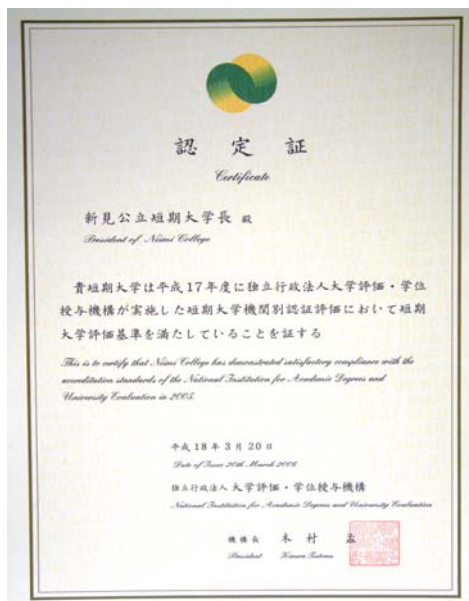 認定証
Certificate
新見公立短期大学長 殿
President of Niimi College
貴短期大学は平成17年度に独立行政法人大学評価・学位
授与機構が実施した短期大学機関別認証評価において短期
大学評価基準を満たしていることを証する
This is to certify that Niimi College has demonstrated satisfactory compliance with the
accreditation standards of the National Institution for Academic Degrees and
University Evaluation in 2005.
平成18年3月20日
Date of Issue 20th March 2006
独立行政法人 大学評価・学位授与機構
National Institution for Academic Degrees and University Evaluation
機構長 木村 孟
President Kimura Tsutomu